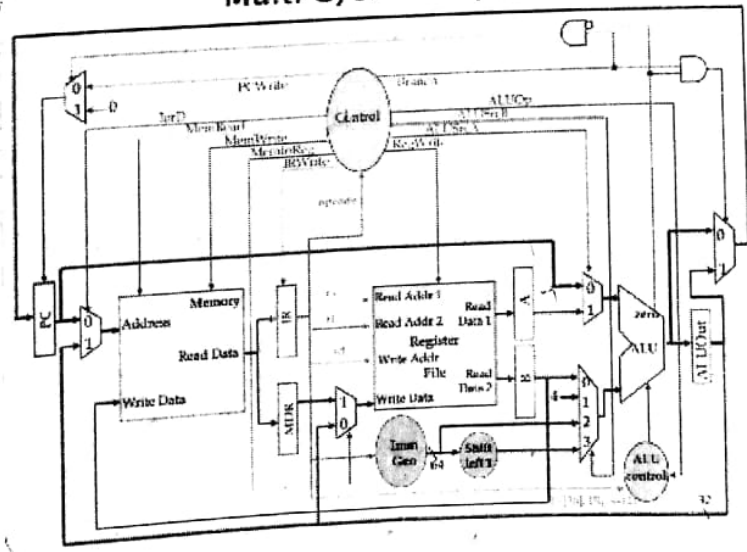 0
PCWrite
Branch
1
0
Control
ALUOp
IorD
ALUSrcB
MemRead
ALUSrcA
MemWrite
RegWrite
MemtoReg
IRWrite
opcode
0
1
PC
0
1
Address
Memory
Read Data
Write Data
IR
MDR
1
0
Read Addr 1
Read
Data 1
Read Addr 2
Register
Write Addr
File
Read
Data 2
Write Data
A
B
0
1
4
0
1
2
3
zero
ALU
ALUOut
Imm
Gen
64
Shift
left 1
ALU
control
32